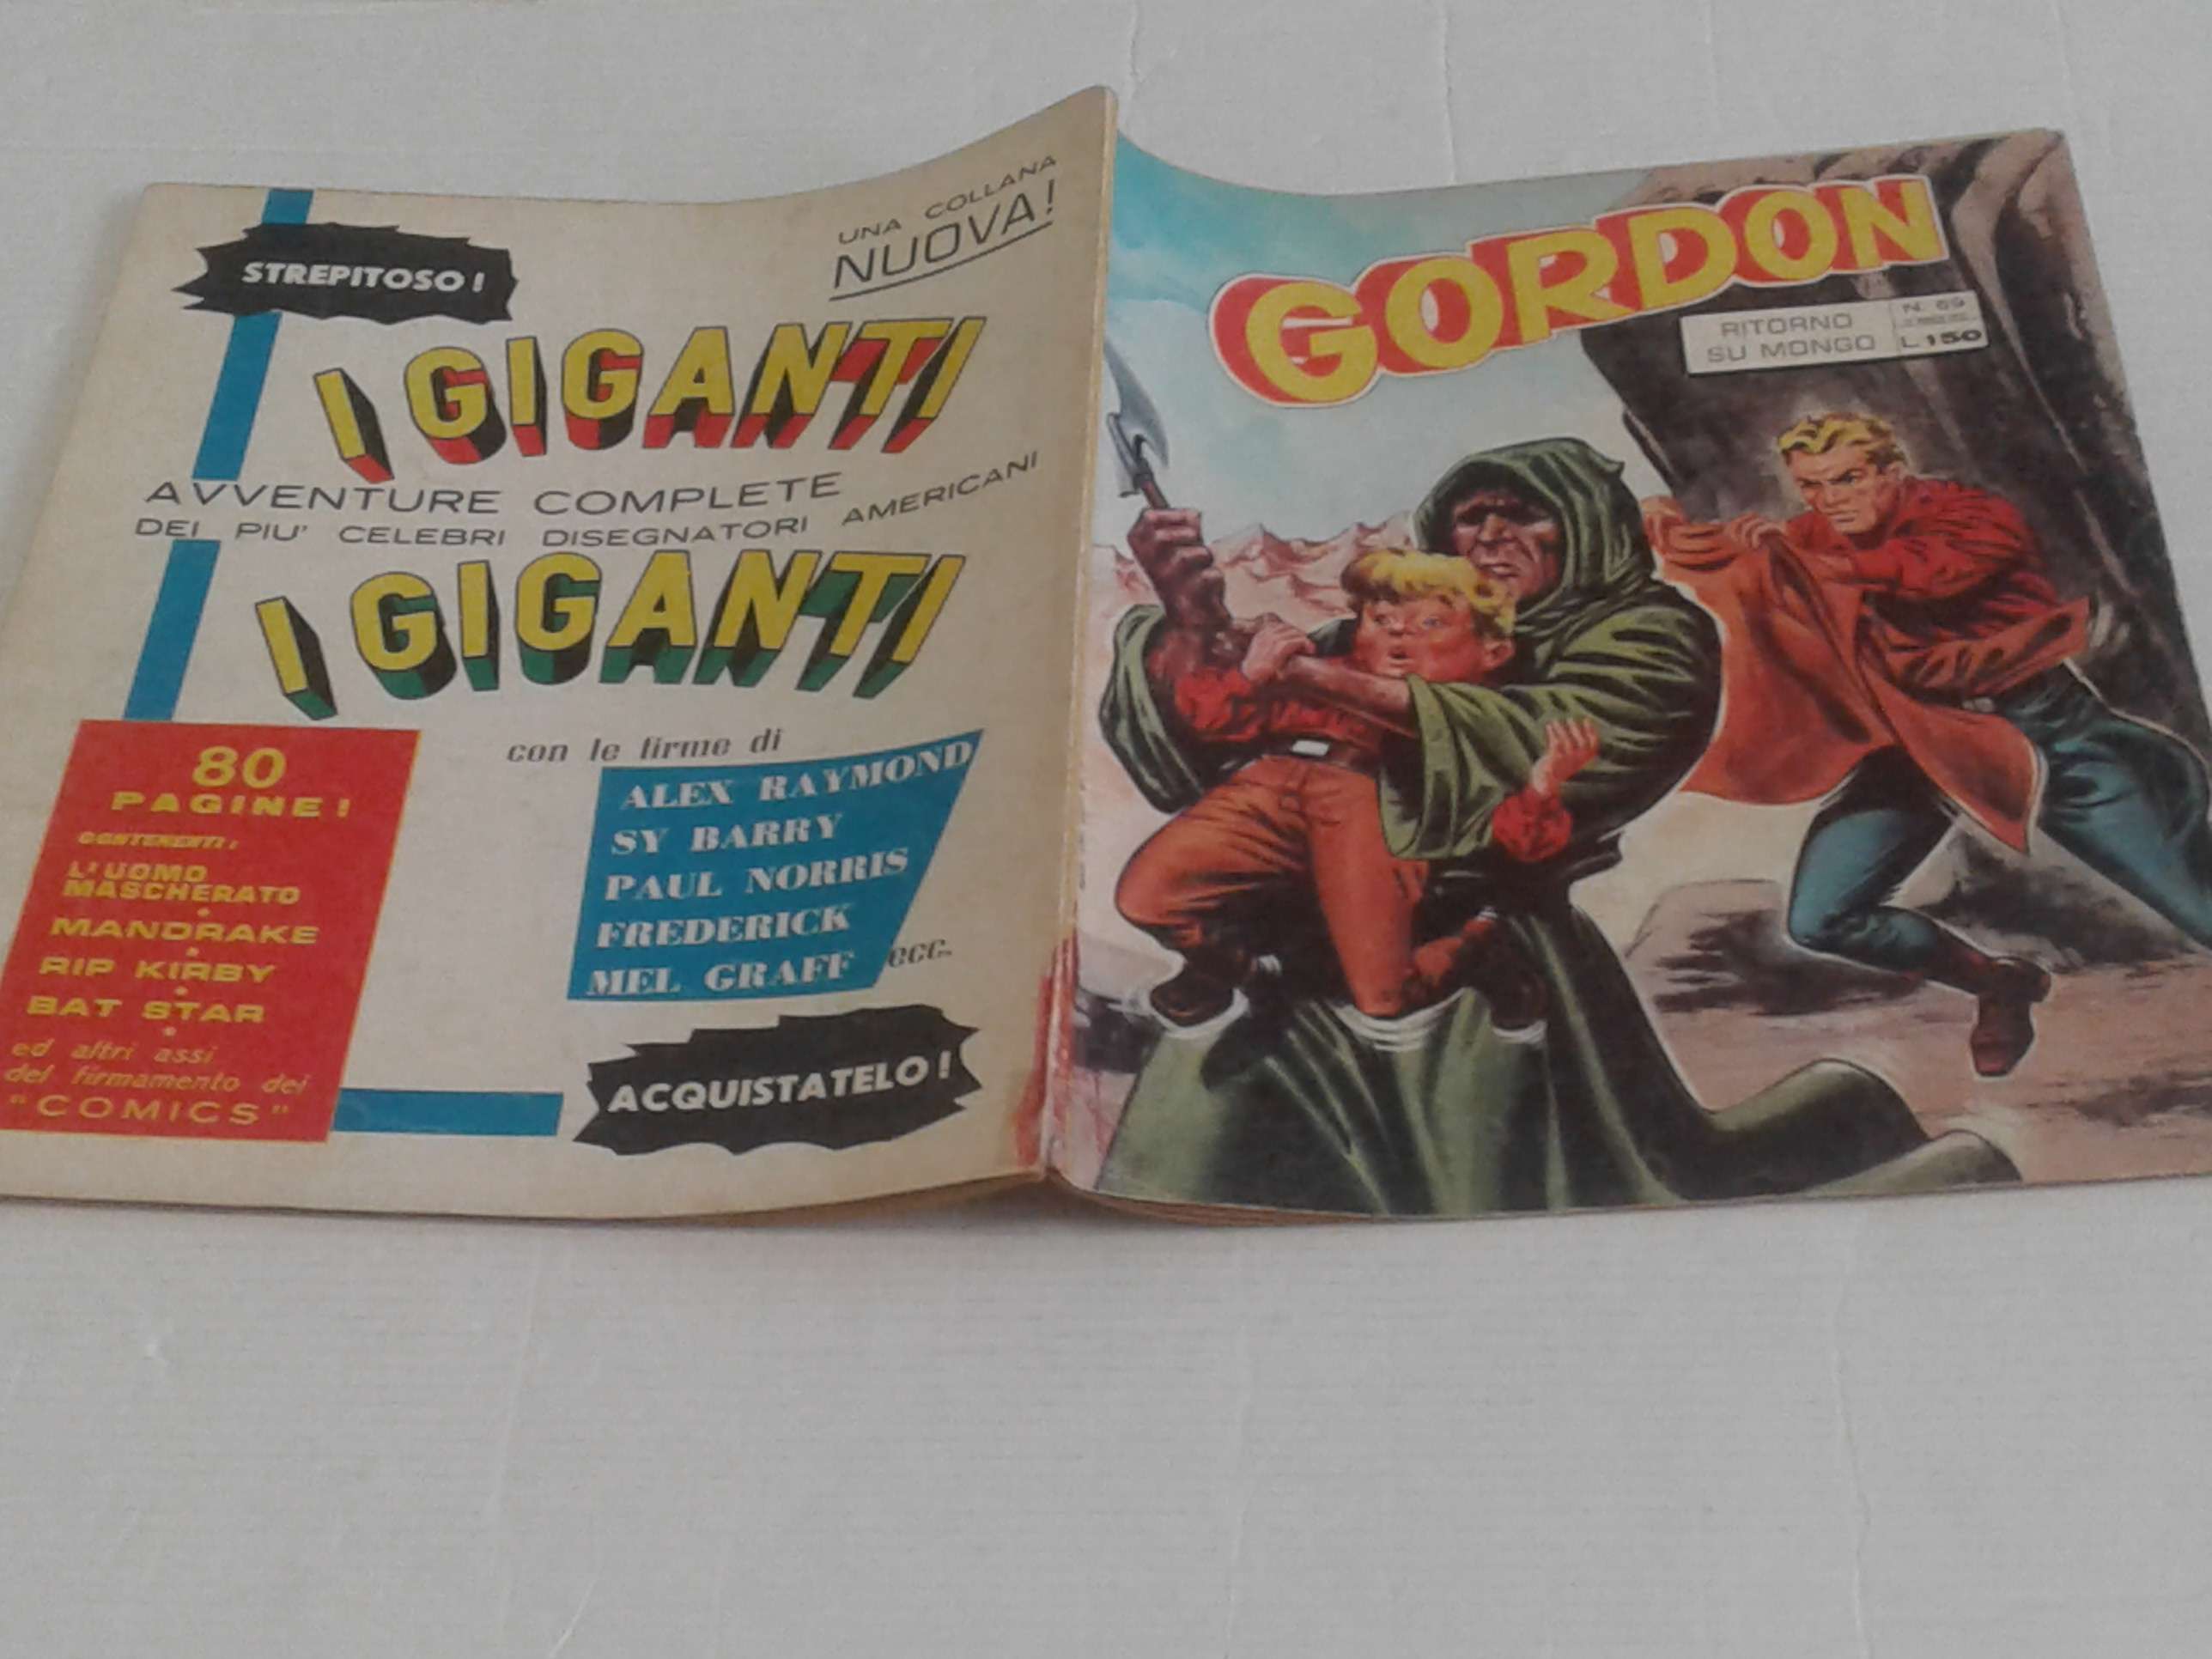 STREPITOSO!
UNA COLLANA
NUOVA!
I GIGANTI
AVVENTURE COMPLETE
DEI PIU' CELEBRI DISEGNATORI AMERICANI
I GIGANTI
con le firme di
ALEX RAYMOND
SY BARRY
PAUL NORRIS
FREDERICK
MEL GRAFF ecc.
80
PAGINE!
CONTENENTI:
L'UOMO
MASCHERATO
MANDRAKE
RIP KIRBY
BAT STAR
ed altri assi
del firmamento dei
"COMICS"
ACQUISTATELO!
GORDON
RITORNO
SU MONGO
N. 69
L. 150